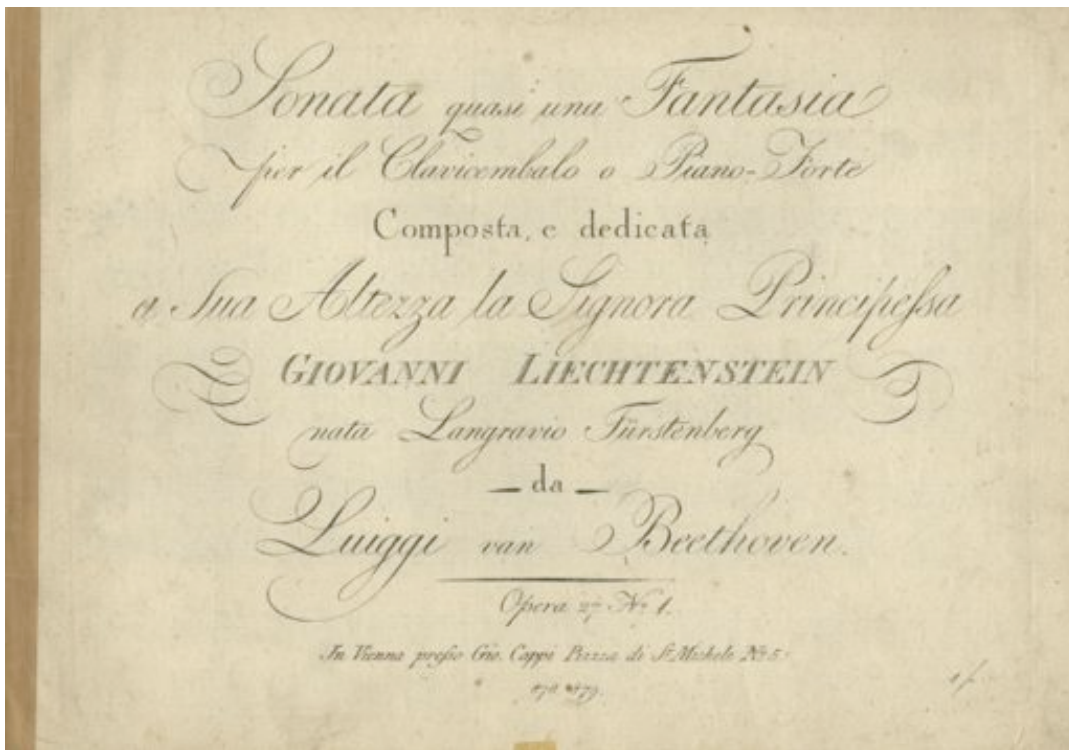 Sonata quasi una Fantasia
per il Clavicembalo o Piano-Forte
Composta, e dedicata
a Sua Altezza la Signora Principeſsa
GIOVANNI LIECHTENSTEIN
nata Langravio Fürstenberg
— da —
Luiggi van Beethoven.
Opera 27 No. 1.
In Vienna preſso Gio. Cappi Piazza di St. Michele No. 5.
879
1 f